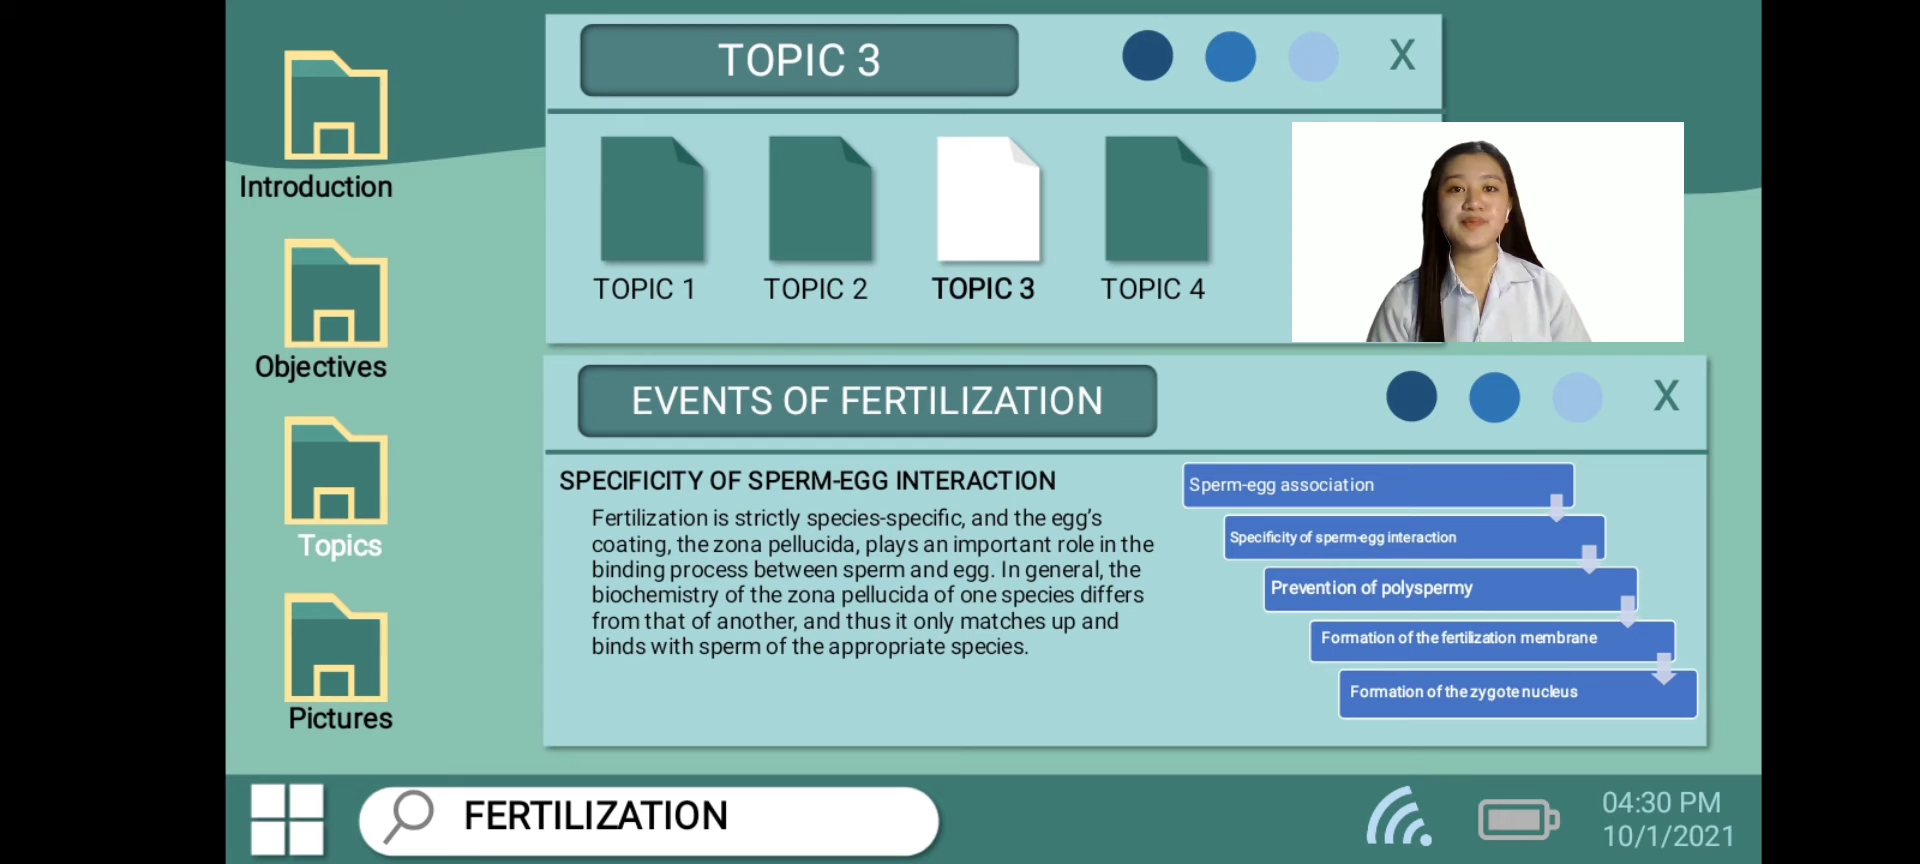 TOPIC 3
X
Introduction
TOPIC 1
TOPIC 2
TOPIC 3
TOPIC 4
Objectives
EVENTS OF FERTILIZATION
X
SPECIFICITY OF SPERM-EGG INTERACTION
Fertilization is strictly species-specific, and the egg’s
coating, the zona pellucida, plays an important role in the
binding process between sperm and egg. In general, the
biochemistry of the zona pellucida of one species differs
from that of another, and thus it only matches up and
binds with sperm of the appropriate species.
Sperm-egg association
Specificity of sperm-egg interaction
Prevention of polyspermy
Formation of the fertilization membrane
Formation of the zygote nucleus
Topics
Pictures
FERTILIZATION
04:30 PM
10/1/2021